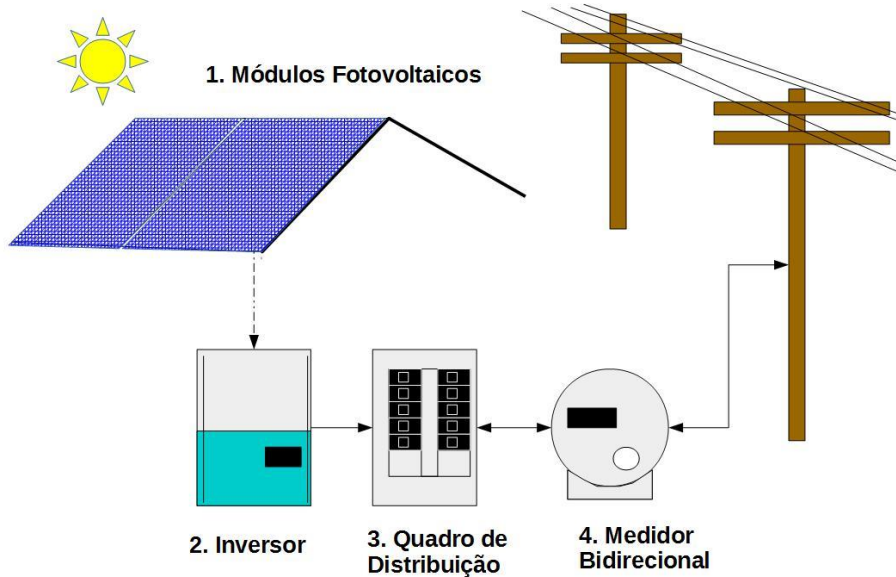 1. Módulos Fotovoltaicos
2. Inversor
3. Quadro de
Distribuição
4. Medidor
Bidirecional